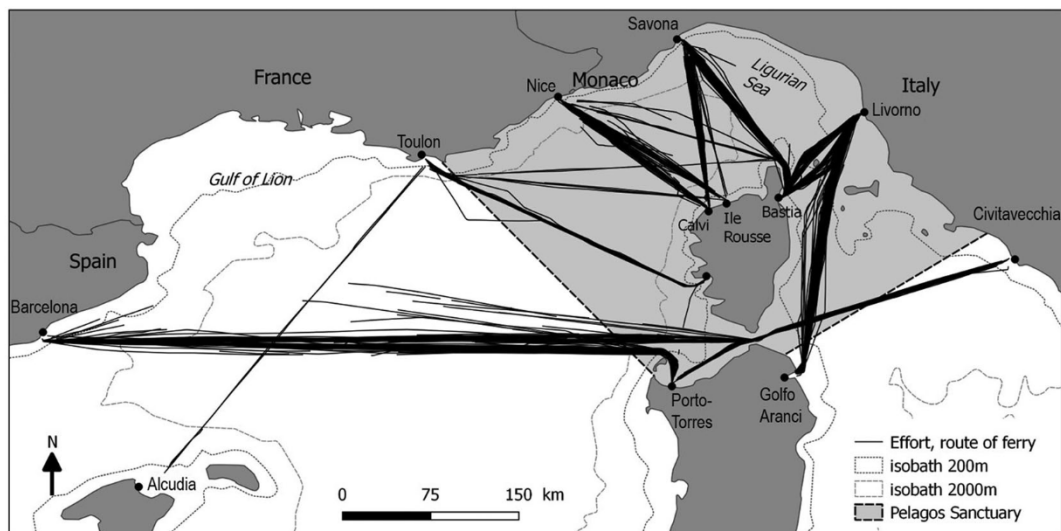 Savona
France
Monaco
Ligurian
Sea
Italy
Nice
Livorno
Toulon
Gulf of Lion
Calvi
Ile
Rousse
Bastia
Civitavecchia
Spain
Barcelona
Porto-
Torres
Golfo
Aranci
N
Alcudia
0 75 150 km
Effort, route of ferry
isobath 200m
isobath 2000m
Pelagos Sanctuary